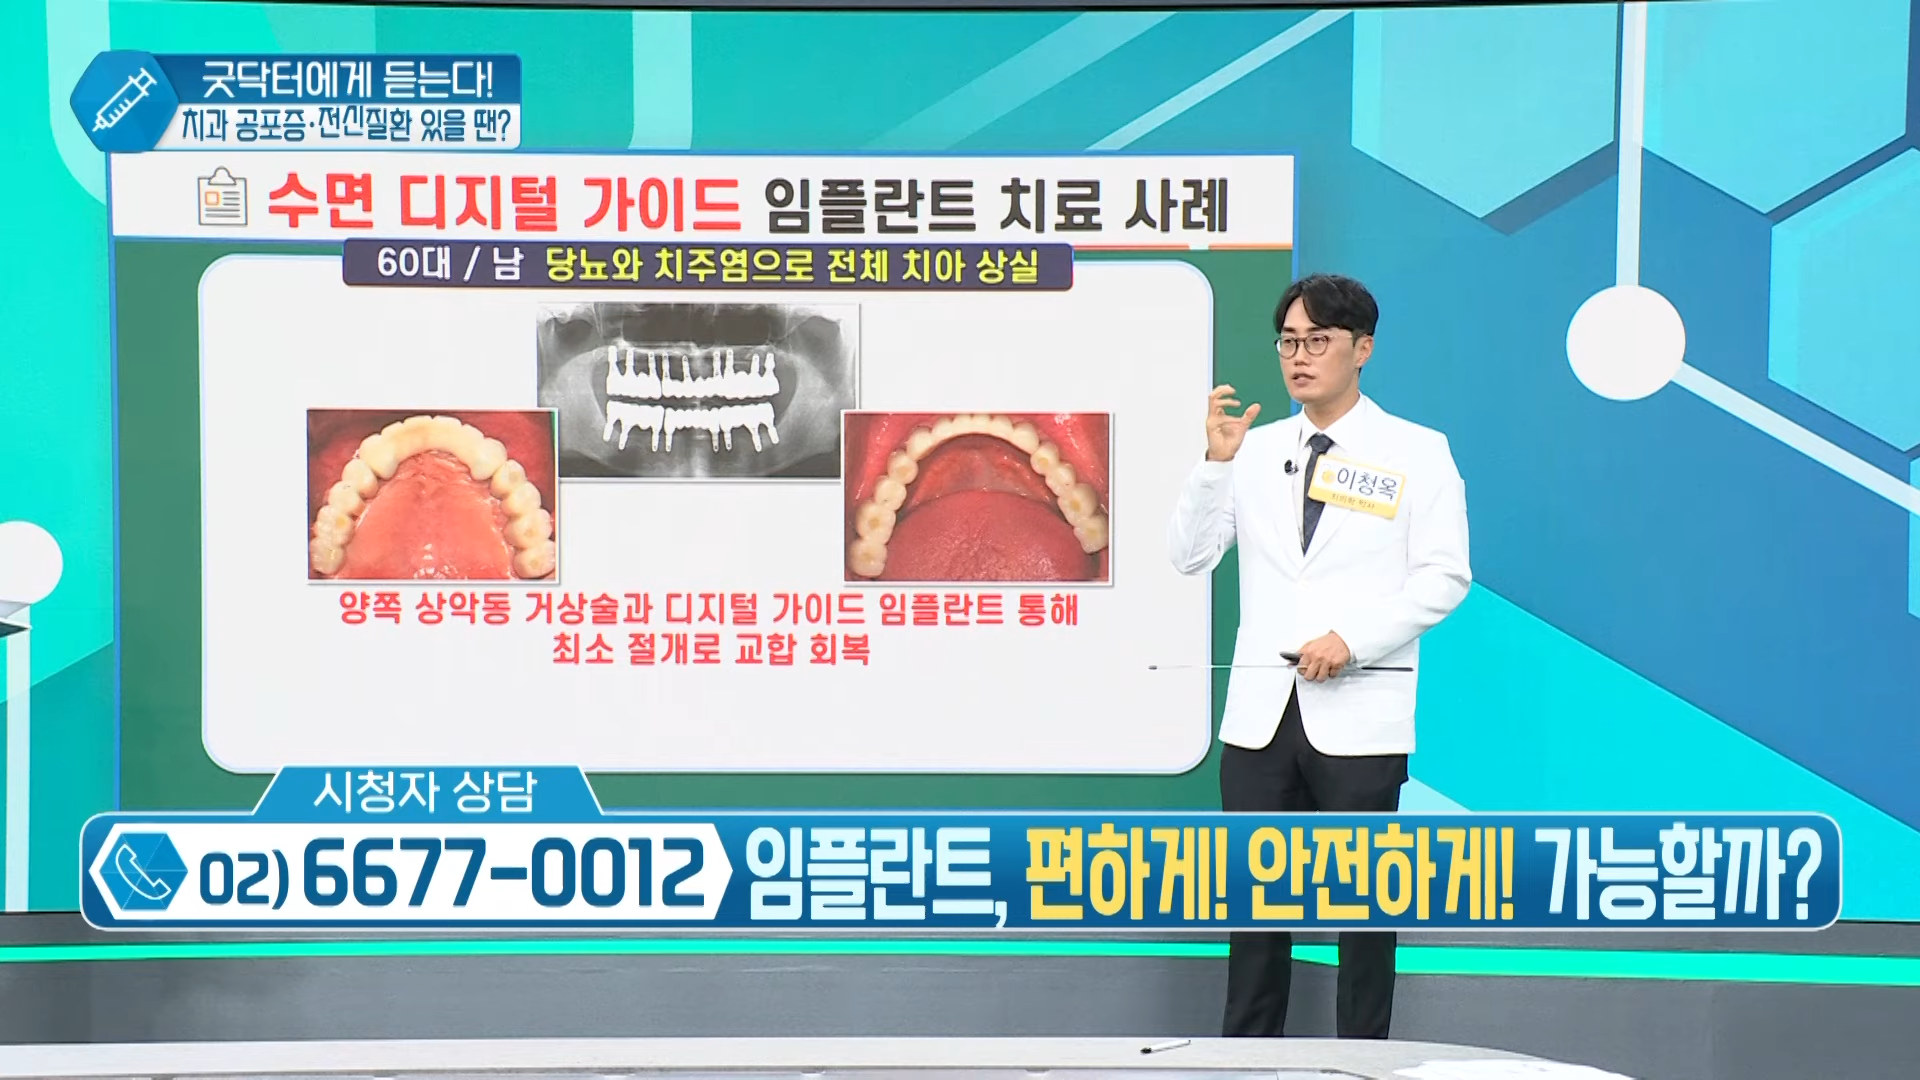 굿닥터에게 듣는다!
치과 공포증·전신질환 있을 땐?
수면 디지털 가이드 임플란트 치료 사례
60대 / 남 당뇨와 치주염으로 전체 치아 상실
양쪽 상악동 거상술과 디지털 가이드 임플란트 통해
최소 절개로 교합 회복
이청옥
치의학 박사
시청자 상담
02) 6677-0012
임플란트, 편하게! 안전하게! 가능할까?